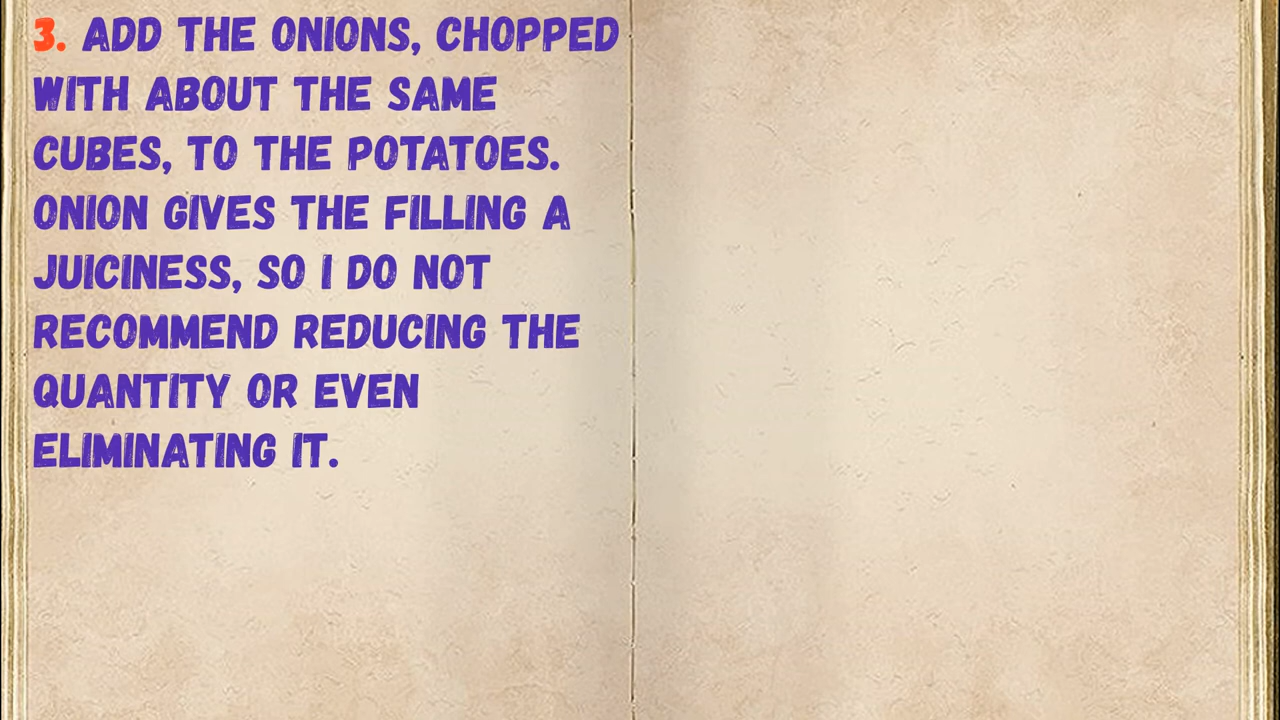 3. ADD THE ONIONS, CHOPPED
WITH ABOUT THE SAME
CUBES, TO THE POTATOES.
ONION GIVES THE FILLING A
JUICINESS, SO I DO NOT
RECOMMEND REDUCING THE
QUANTITY OR EVEN
ELIMINATING IT.